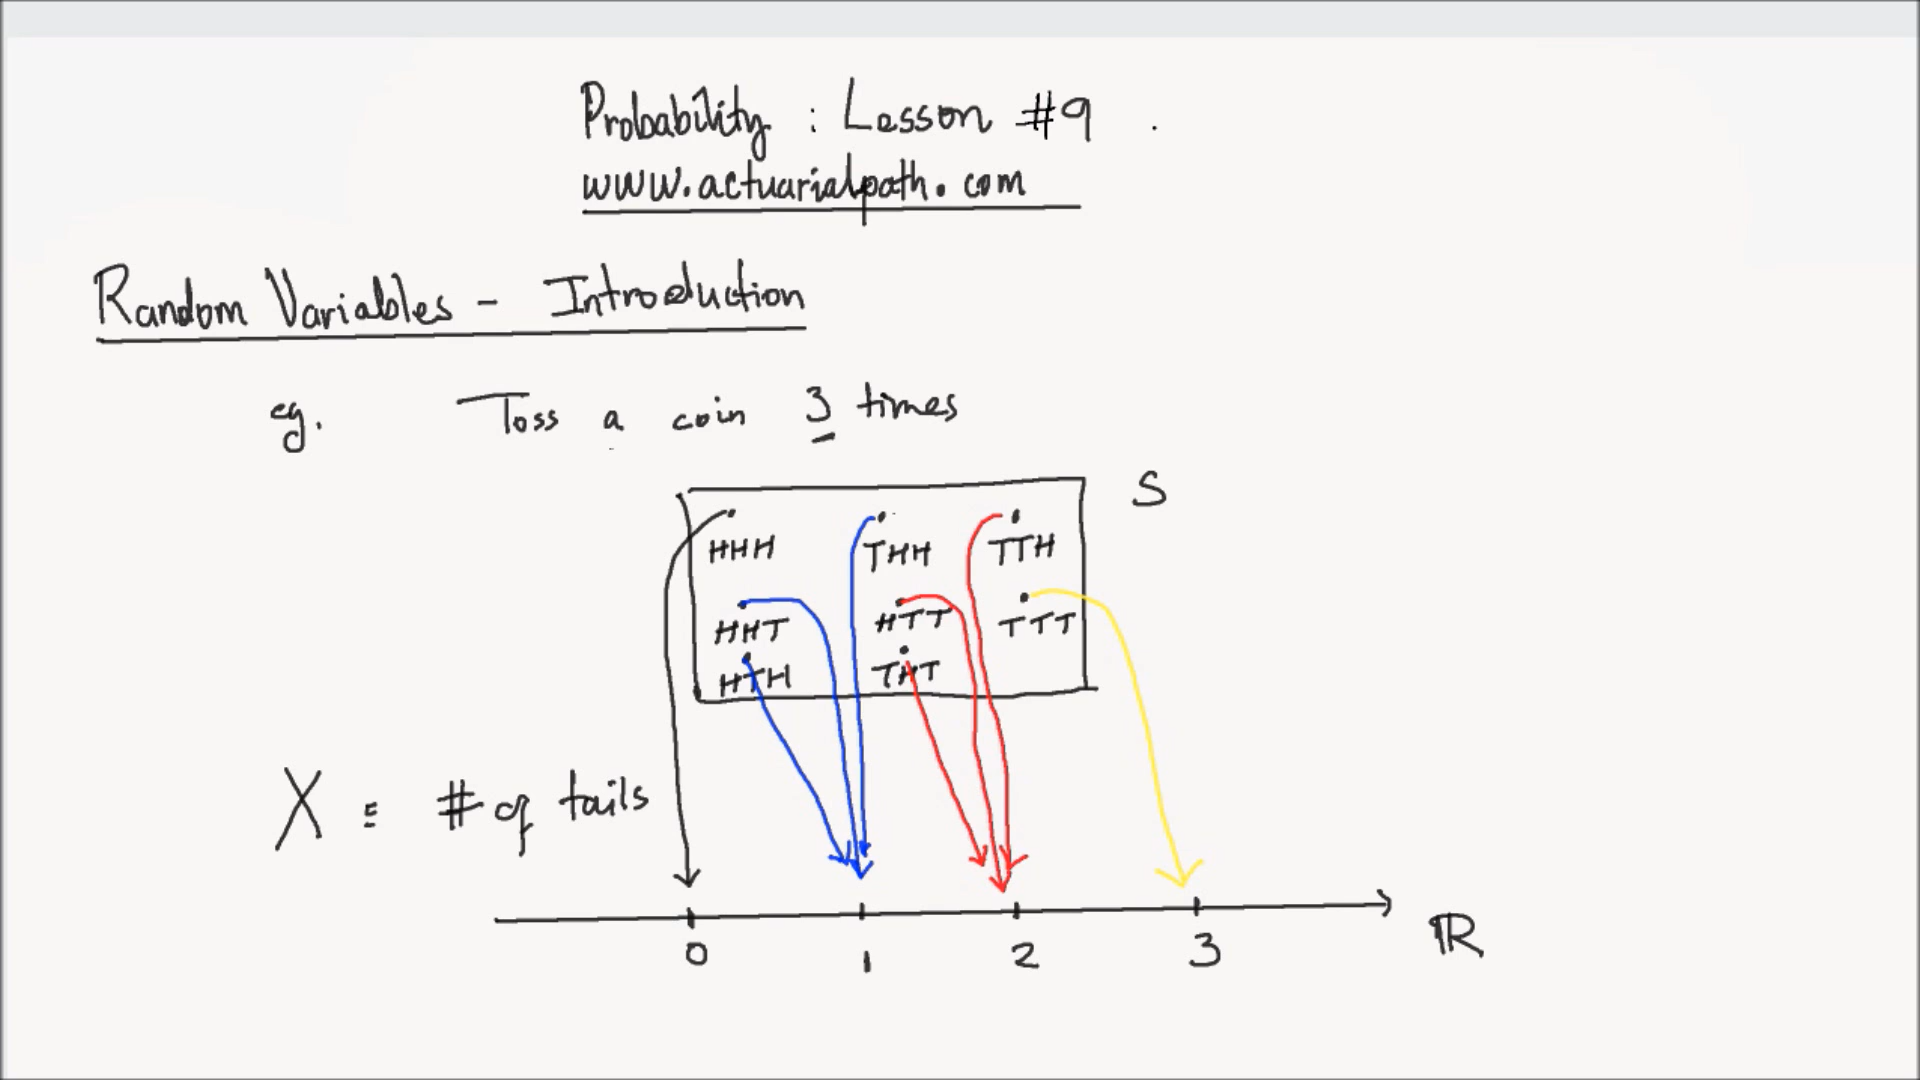 Probability : Lesson #9 .
www.actuarialpath.com
Random Variables - Introduction
eg. Toss a coin 3 times
S
HHH THH TTH
HHT HTT TTT
HTH THT
X = # of tails
0 1 2 3
ℝ